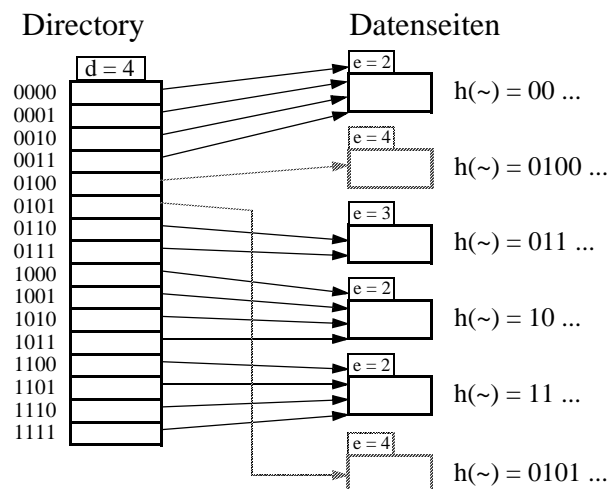 Directory
Datenseiten
d = 4
0000
0001
0010
0011
0100
0101
0110
0111
1000
1001
1010
1011
1100
1101
1110
1111
e = 2
h(~) = 00 ...
e = 4
h(~) = 0100 ...
e = 3
h(~) = 011 ...
e = 2
h(~) = 10 ...
e = 2
h(~) = 11 ...
e = 4
h(~) = 0101 ...